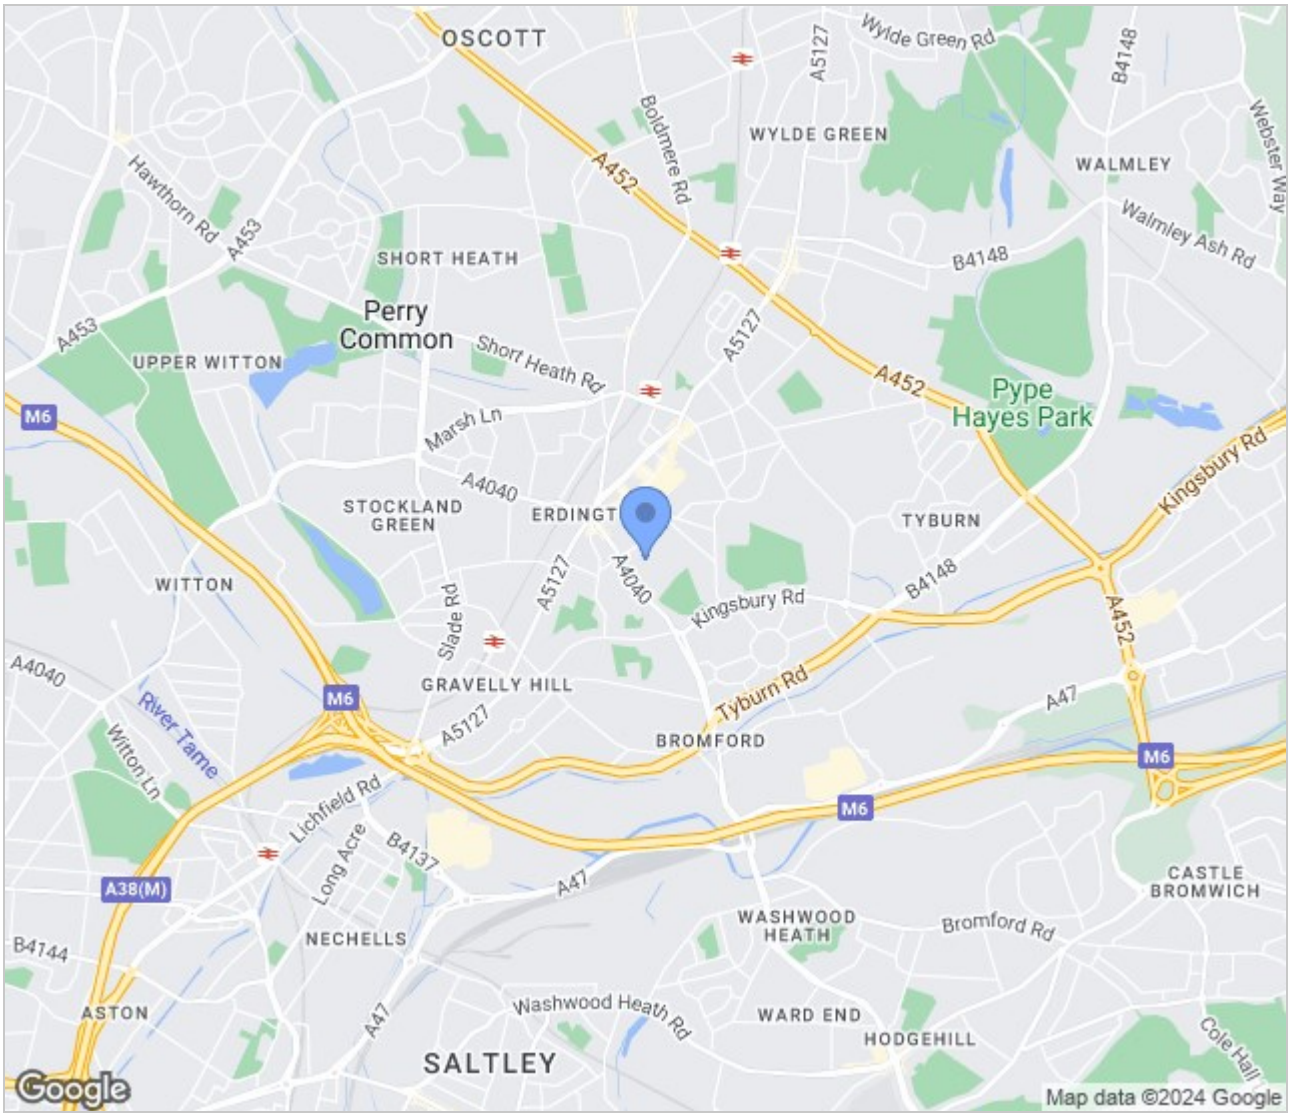 OSCOTT
Wylde Green Rd
A5127
B4148
Boldmere Rd
WYLDE GREEN
Webster Way
WALMLEY
Hawthorn Rd
A452
A453
Walmley Ash Rd
SHORT HEATH
B4148
Perry
Common
A453
A5127
UPPER WITTON
Short Heath Rd
A452
Pype
Hayes Park
M6
Marsh Ln
Kingsbury Rd
A4040
STOCKLAND
GREEN
ERDINGT
TYBURN
WITTON
A5127
A4040
B4148
Kingsbury Rd
Slade Rd
A452
A4040
GRAVELLY HILL
M6
River Tame
Tyburn Rd
A47
A5127
BROMFORD
Witton Ln
M6
Lichfield Rd
M6
Long Acre
B4137
A38(M)
A47
CASTLE
BROMWICH
WASHWOOD
HEATH
Bromford Rd
NECHELLS
B4144
ASTON
A47
Washwood Heath Rd
WARD END
HODGEHILL
Cole Hall
SALTLEY
Google
Map data ©2024 Google